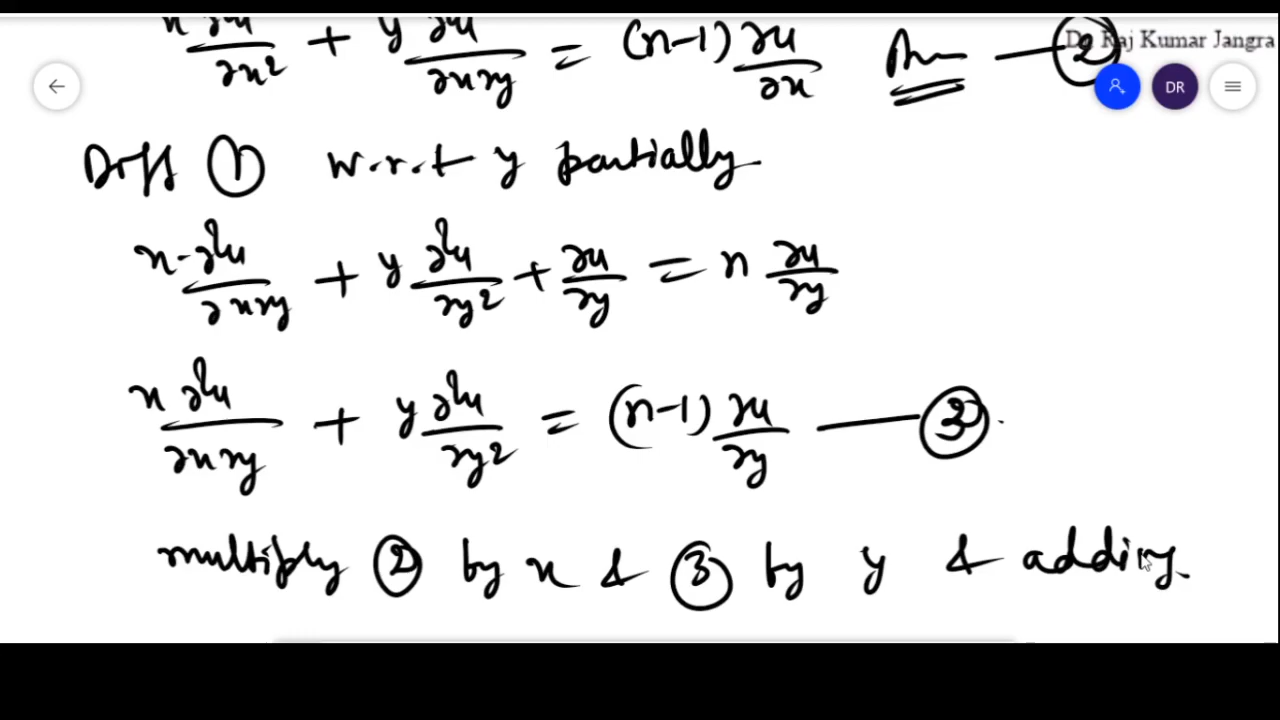 x ∂²u/∂x² + y ∂²u/∂x∂y = (n-1) ∂u/∂x Ans — ②
Dr Raj Kumar Jangra
DR
Diff ① w.r.t y partially
x · ∂²u/∂x∂y + y ∂²u/∂y² + ∂u/∂y = n ∂u/∂y
x ∂²u/∂x∂y + y ∂²u/∂y² = (n-1) ∂u/∂y — ③.
multiply ② by x & ③ by y & adding.